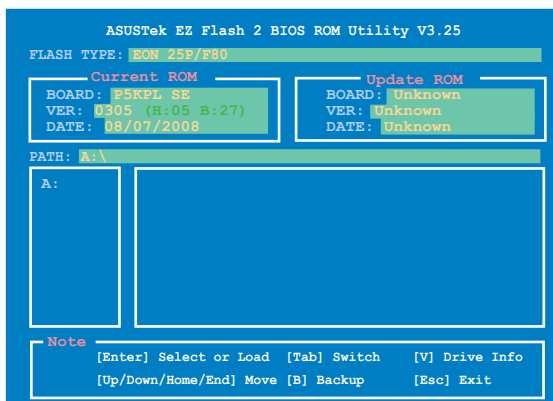 ASUSTek EZ Flash 2 BIOS ROM Utility V3.25
FLASH TYPE: EON 25P/F80
Current ROM
BOARD: P5KPL SE
VER: 0305 (H:05 B:27)
DATE: 08/07/2008
Update ROM
BOARD: Unknown
VER: Unknown
DATE: Unknown
PATH: A:\
A:
Note
[Enter] Select or Load [Tab] Switch [V] Drive Info
[Up/Down/Home/End] Move [B] Backup [Esc] Exit